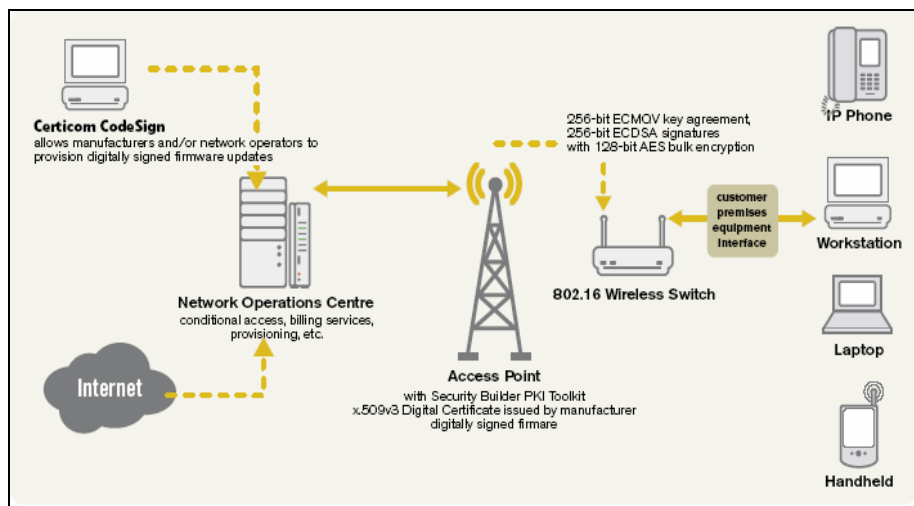 Certicom CodeSign
allows manufacturers and/or network operators to
provision digitally signed firmware updates
Network Operations Centre
conditional access, billing services,
provisioning, etc.
Internet
256-bit ECMQV key agreement,
256-bit ECDSA signatures
with 128-bit AES bulk encryption
Access Point
with Security Builder PKI Toolkit
x.509v3 Digital Certificate issued by manufacturer
digitally signed firmare
802.16 Wireless Switch
customer
premises
equipment
interface
IP Phone
Workstation
Laptop
Handheld